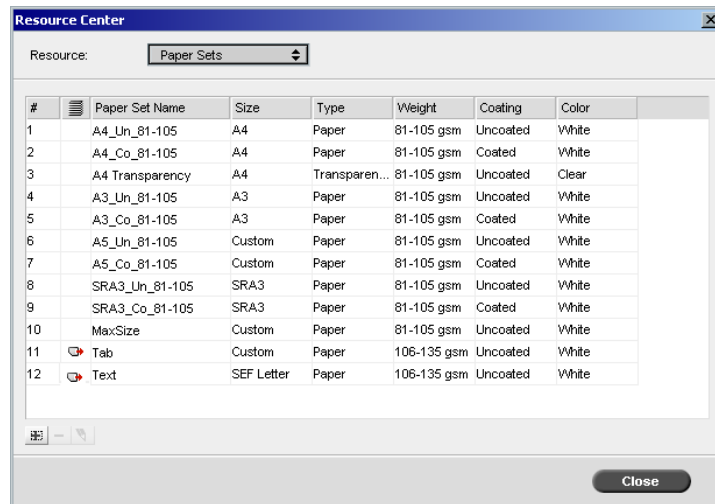 Resource Center
Resource: Paper Sets
# Paper Set Name Size Type Weight Coating Color
1 A4_Un_81-105 A4 Paper 81-105 gsm Uncoated White
2 A4_Co_81-105 A4 Paper 81-105 gsm Coated White
3 A4 Transparency A4 Transparen... 81-105 gsm Uncoated Clear
4 A3_Un_81-105 A3 Paper 81-105 gsm Uncoated White
5 A3_Co_81-105 A3 Paper 81-105 gsm Coated White
6 A5_Un_81-105 Custom Paper 81-105 gsm Uncoated White
7 A5_Co_81-105 Custom Paper 81-105 gsm Coated White
8 SRA3_Un_81-105 SRA3 Paper 81-105 gsm Uncoated White
9 SRA3_Co_81-105 SRA3 Paper 81-105 gsm Coated White
10 MaxSize Custom Paper 81-105 gsm Uncoated White
11 Tab Custom Paper 106-135 gsm Uncoated White
12 Text SEF Letter Paper 106-135 gsm Uncoated White
Close